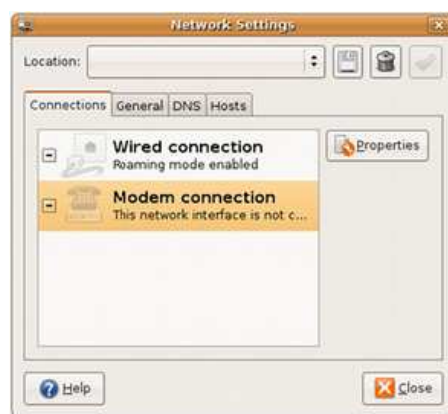 Network Settings
Location:
Connections General DNS Hosts
Wired connection
Roaming mode enabled
Properties
Modem connection
This network interface is not c...
Help
Close